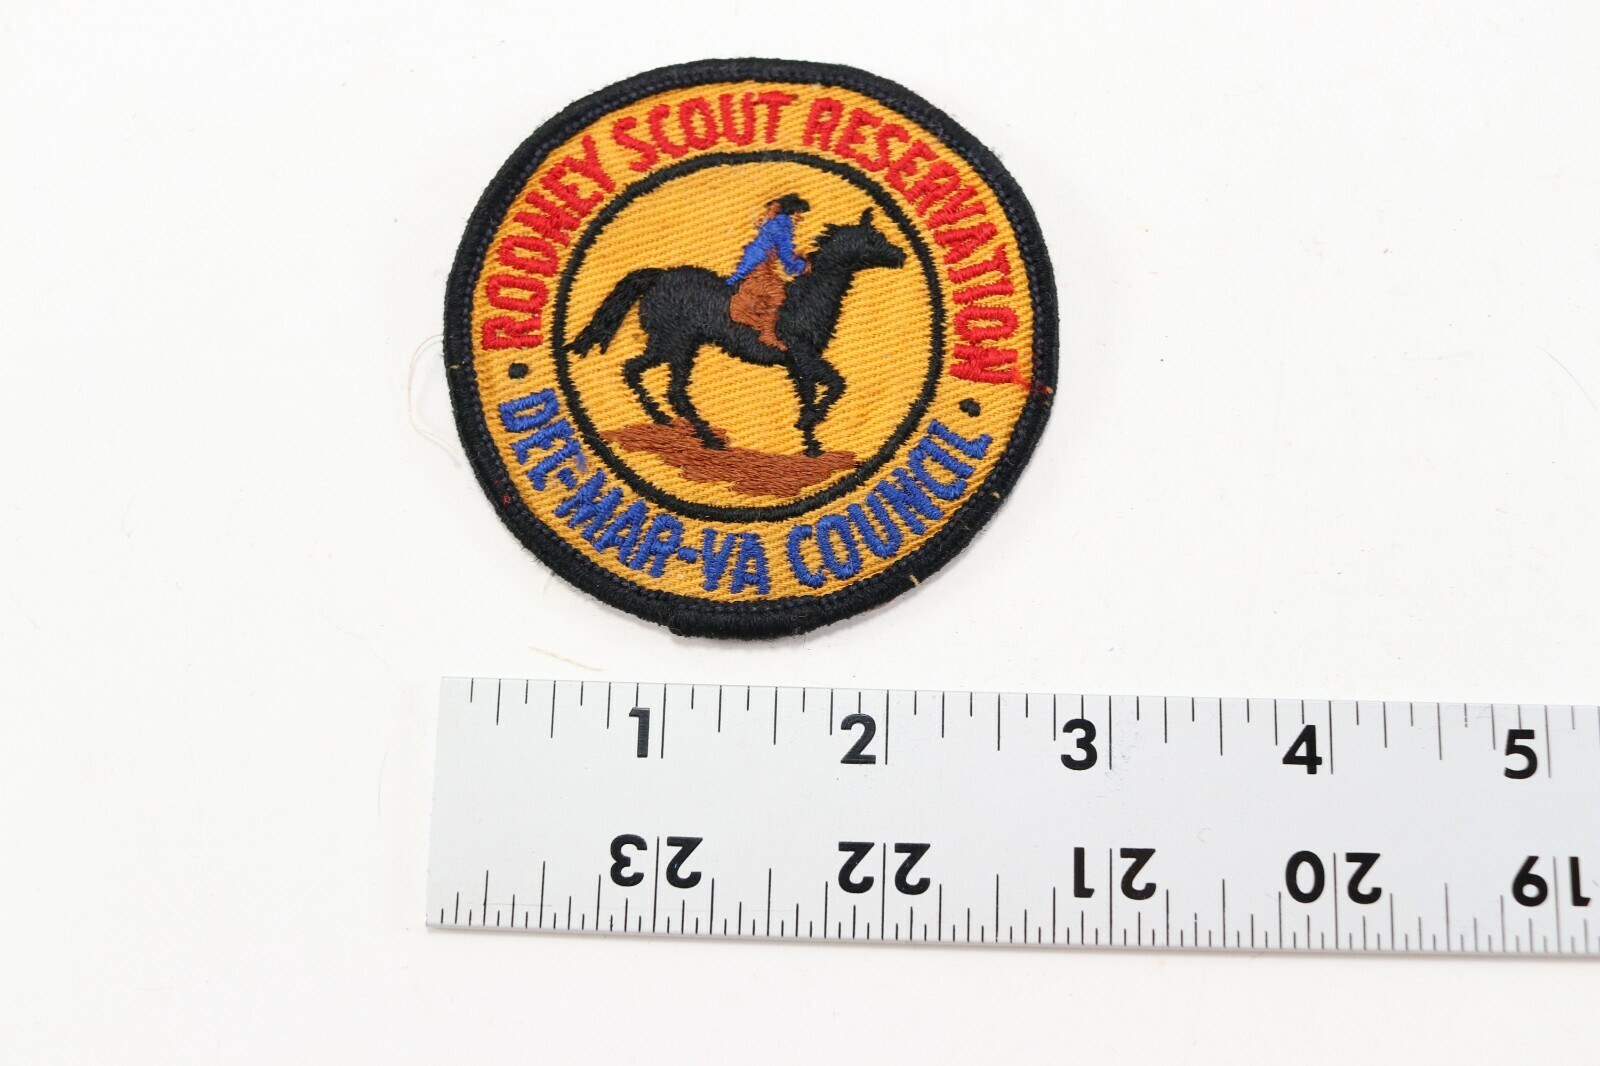 RODNEY SCOUT RESERVATION
• DEL-MAR-VA COUNCIL •
1 2 3 4 5
23 22 21 20 19